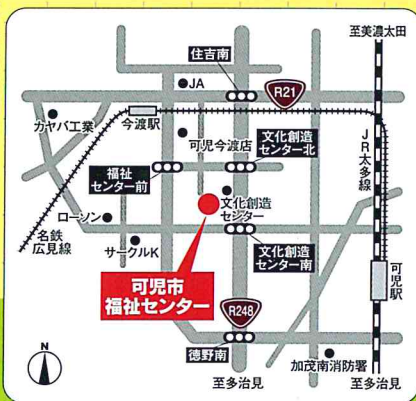 至美濃太田
住吉南
JA
R21
カヤバ工業
今渡駅
可児今渡店
文化創造
センター北
JR太多線
福祉
センター前
文化創造
センター
ローソン
名鉄
広見線
サークルK
文化創造
センター南
可児市
福祉センター
可児駅
R248
徳野南
N
加茂南消防署
至多治見
至多治見